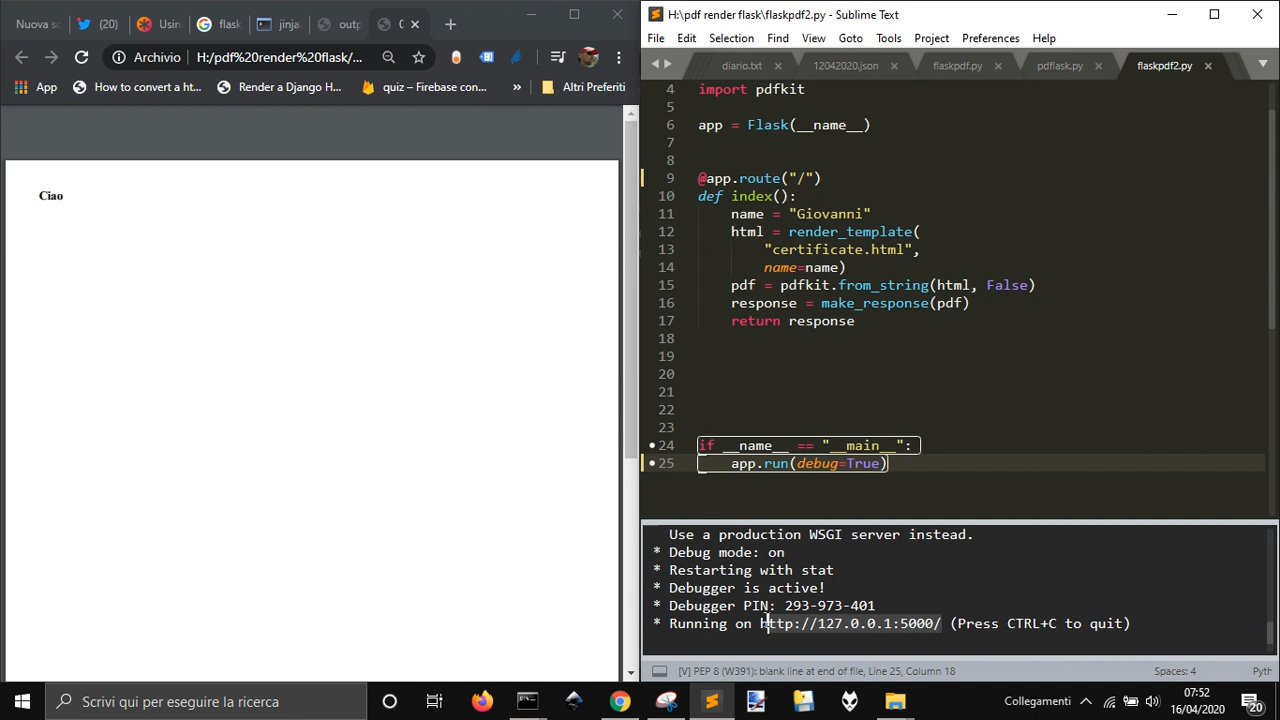 Nuova s
(20)
Usin
flask
jinja
outp
H:\pdf render flask\flaskpdf2.py - Sublime Text
File Edit Selection Find View Goto Tools Project Preferences Help
Archivio H:/pdf%20render%20flask/...
diario.txt 12042020.json flaskpdf.py pdflask.py flaskpdf2.py
App How to convert a ht... Render a Django H... quiz – Firebase con... » Altri Preferiti
Ciao
4 import pdfkit
5
6 app = Flask(__name__)
7
8
9 @app.route("/")
10 def index():
11 name = "Giovanni"
12 html = render_template(
13 "certificate.html",
14 name=name)
15 pdf = pdfkit.from_string(html, False)
16 response = make_response(pdf)
17 return response
18
19
20
21
22
23
24 if __name__ == "__main__":
25 app.run(debug=True)
Use a production WSGI server instead.
* Debug mode: on
* Restarting with stat
* Debugger is active!
* Debugger PIN: 293-973-401
* Running on http://127.0.0.1:5000/ (Press CTRL+C to quit)
[V] PEP 8 (W391): blank line at end of file, Line 25, Column 18 Spaces: 4 Pyth
Scrivi qui per eseguire la ricerca
Collegamenti
07:52
16/04/2020
20